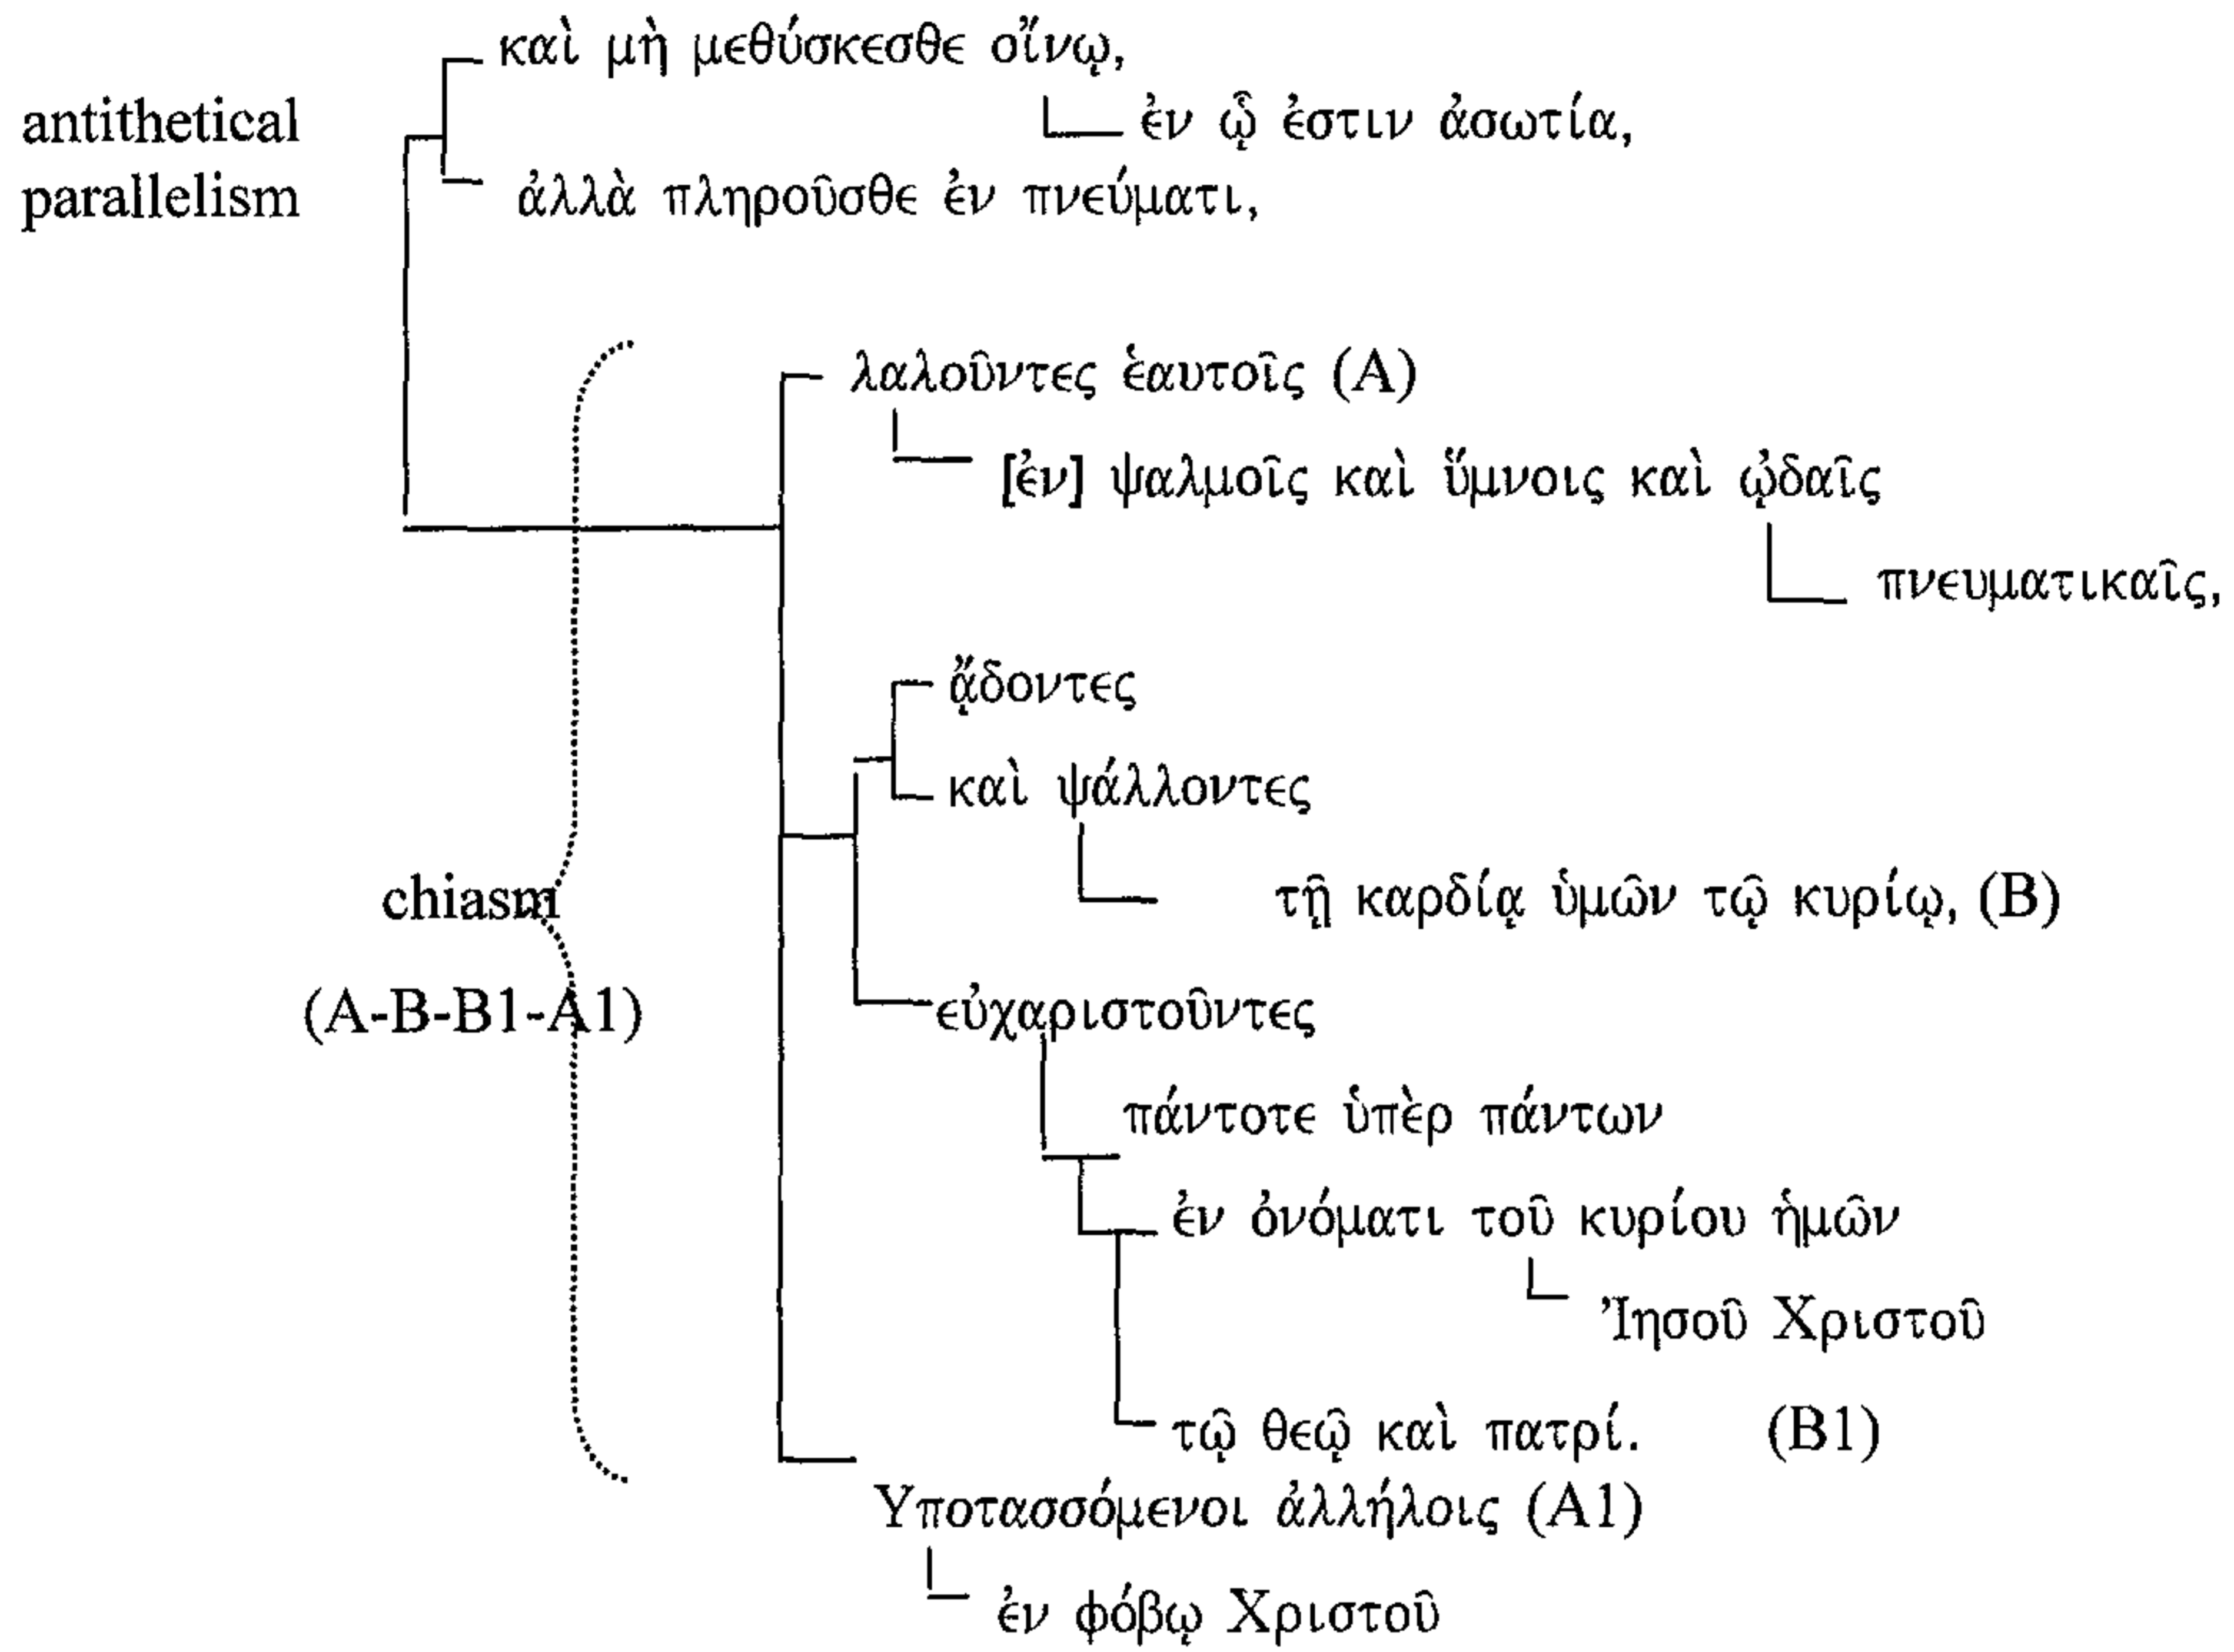 καὶ μὴ μεθύσκεσθε οἴνῳ,
antithetical
ἐν ᾧ ἐστιν ἀσωτία,
parallelism
ἀλλὰ πληροῦσθε ἐν πνεύματι,
λαλοῦντες ἑαυτοῖς (A)
[ἐν] ψαλμοῖς καὶ ὕμνοις καὶ ᾠδαῖς
πνευματικαῖς,
ᾄδοντες
καὶ ψάλλοντες
chiasm
τῇ καρδίᾳ ὑμῶν τῷ κυρίῳ, (B)
(A-B-B1-A1)
εὐχαριστοῦντες
πάντοτε ὑπὲρ πάντων
ἐν ὀνόματι τοῦ κυρίου ἡμῶν
Ἰησοῦ Χριστοῦ
τῷ θεῷ καὶ πατρί. (B1)
Υποτασσόμενοι ἀλλήλοις (A1)
ἐν φόβῳ Χριστοῦ